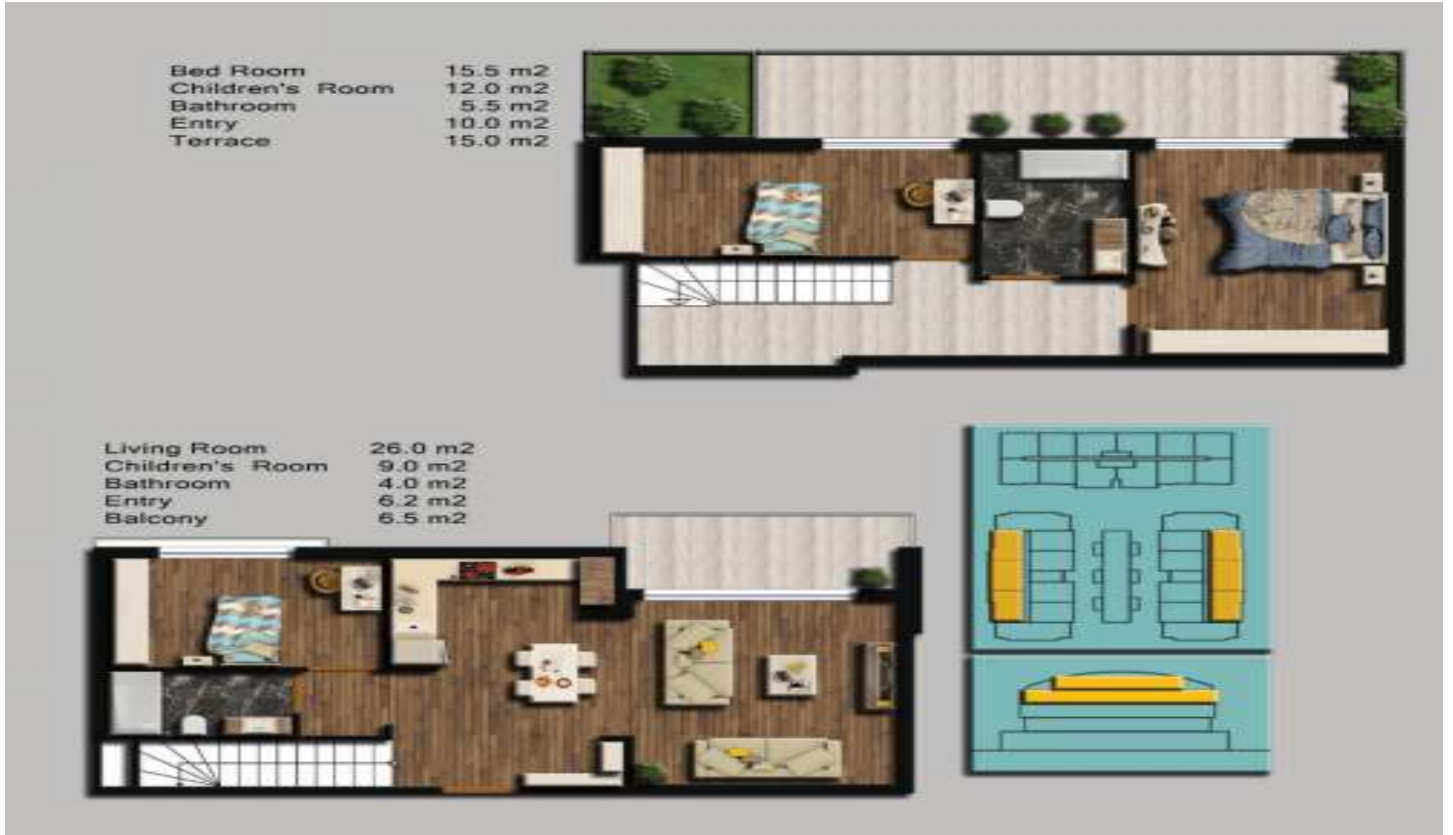 Bed Room 15.5 m2
Children's Room 12.0 m2
Bathroom 5.5 m2
Entry 10.0 m2
Terrace 15.0 m2
Living Room 26.0 m2
Children's Room 9.0 m2
Bathroom 4.0 m2
Entry 6.2 m2
Balcony 6.5 m2